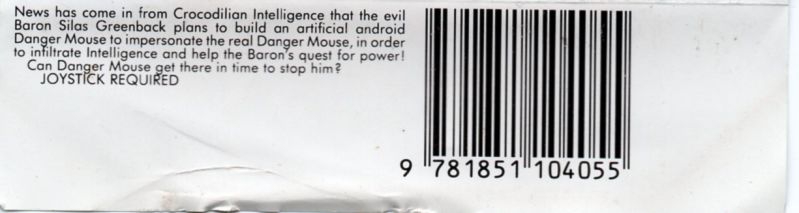 News has come in from Crocodilian Intelligence that the evil
Baron Silas Greenback plans to build an artificial android
Danger Mouse to impersonate the real Danger Mouse, in order
to infiltrate Intelligence and help the Baron's quest for power!
Can Danger Mouse get there in time to stop him?
JOYSTICK REQUIRED
9 781851 104055